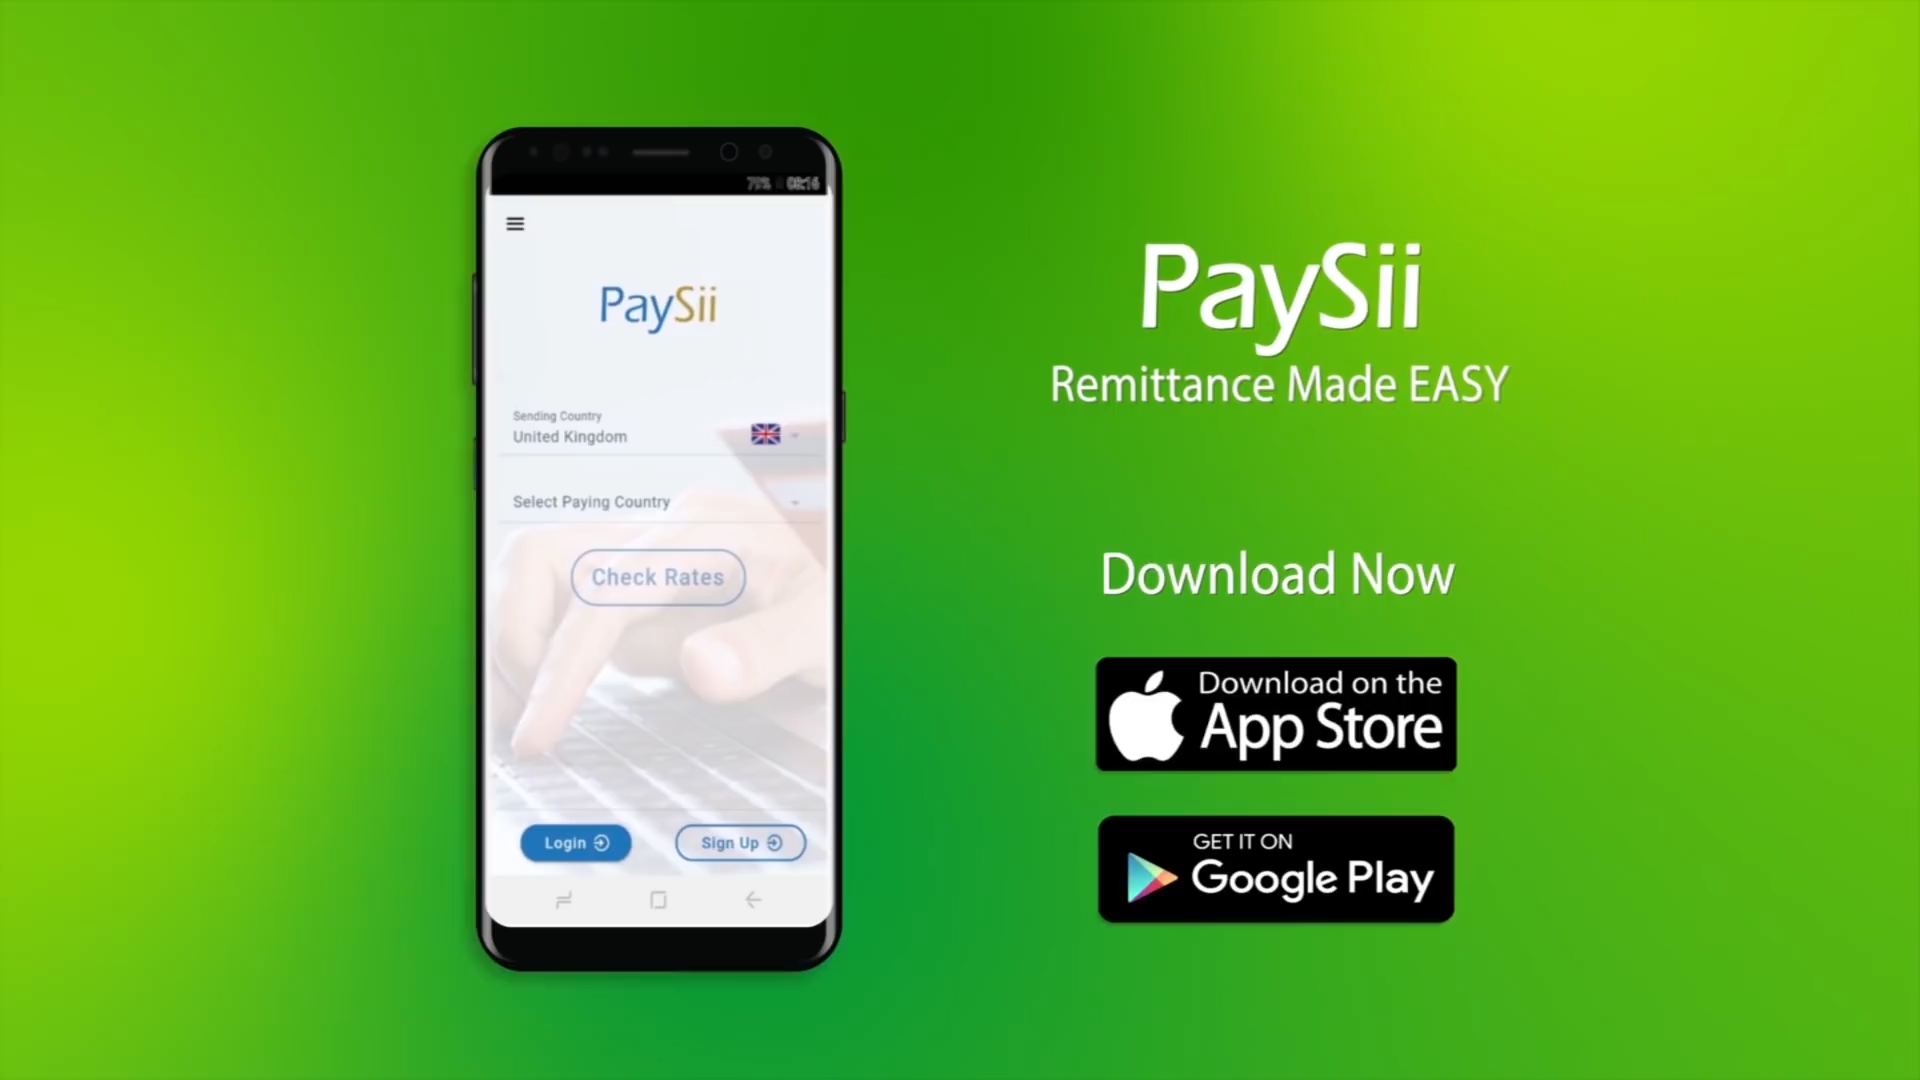 PaySii
Sending Country
United Kingdom
Select Paying Country
Check Rates
Login
Sign Up
PaySii
Remittance Made EASY
Download Now
Download on the
App Store
GET IT ON
Google Play